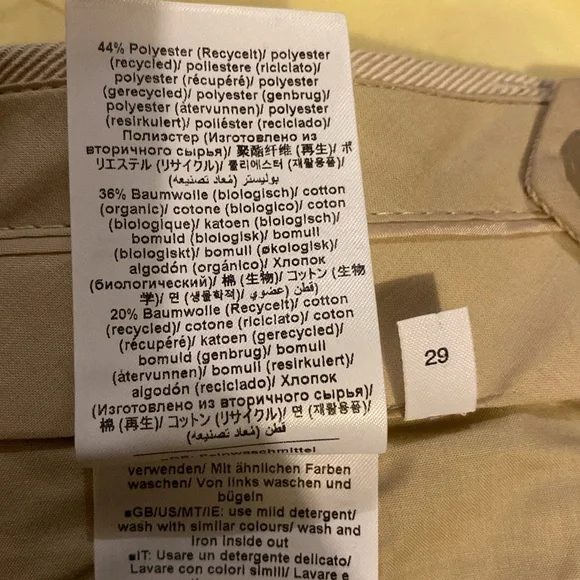 44% Polyester (Recycelt)/ polyester
(recycled)/ poliestere (riciclato)/
polyester (récupéré)/ polyester
(gerecycled)/ polyester
(genbrug)/
polyester (återvunnen)/ polyester
(resirkulert)/ poliéster (reciclado)/
Полиэстер (Изготовлено из
вторичного сырья)/ 聚酯纤维 (再生)/ ポ
リエステル (リサイクル)/ 폴리에스터 (재활용품)/
بوليستر (مُعاد تصنيعه)/
36% Baumwolle (biologisch)/ cotton
(organic)/ cotone (biologico)/ coton
(biologique)/ katoen (biologisch)/
bomuld (biologisk)/ bomull
(biologiskt)/ bomull (økologisk)/
algodón (orgánico)/ Хлопок
(биологический)/ 棉 (生物)/ コットン (生物
学)/ 면 (생물학적)/ قطن (عضوي)/
20% Baumwolle (Recycelt)/ cotton
(recycled)/ cotone (riciclato)/ coton
(récupéré)/ katoen (gerecycled)/
bomuld (genbrug)/ bomull
(återvunnen)/ bomull (resirkulert)/
algodón (reciclado)/ Хлопок
(Изготовлено из вторичного сырья)/
棉 (再生)/ コットン (リサイクル)/ 면 (재활용품)/
قطن (مُعاد تصنيعه)/
29
Feinwaschmittel
verwenden/ Mit ähnlichen Farben
waschen/ Von links waschen und
bügeln
■GB/US/MT/IE: use mild detergent/
wash with similar colours/ wash and
iron inside out
■IT: Usare un detergente delicato/
Lavare con colori simili/ Lavare e